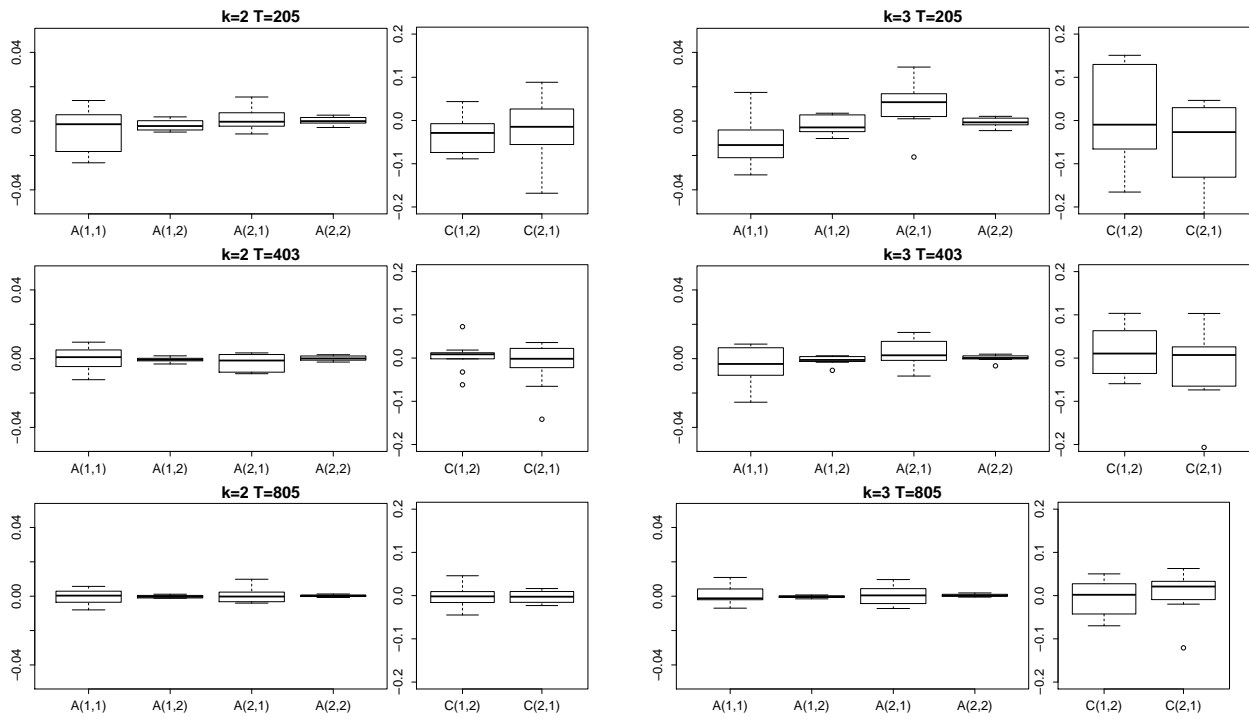 k=2 T=205
0.04
0.00
−0.04
A(1,1) A(1,2) A(2,1) A(2,2)
0.2
0.1
0.0
−0.1
−0.2
C(1,2) C(2,1)
k=3 T=205
0.04
0.00
−0.04
A(1,1) A(1,2) A(2,1) A(2,2)
0.2
0.1
0.0
−0.1
−0.2
C(1,2) C(2,1)
k=2 T=403
0.04
0.00
−0.04
A(1,1) A(1,2) A(2,1) A(2,2)
0.2
0.1
0.0
−0.1
−0.2
C(1,2) C(2,1)
k=3 T=403
0.04
0.00
−0.04
A(1,1) A(1,2) A(2,1) A(2,2)
0.2
0.1
0.0
−0.1
−0.2
C(1,2) C(2,1)
k=2 T=805
0.04
0.00
−0.04
A(1,1) A(1,2) A(2,1) A(2,2)
0.2
0.1
0.0
−0.1
−0.2
C(1,2) C(2,1)
k=3 T=805
0.04
0.00
−0.04
A(1,1) A(1,2) A(2,1) A(2,2)
0.2
0.1
0.0
−0.1
−0.2
C(1,2) C(2,1)